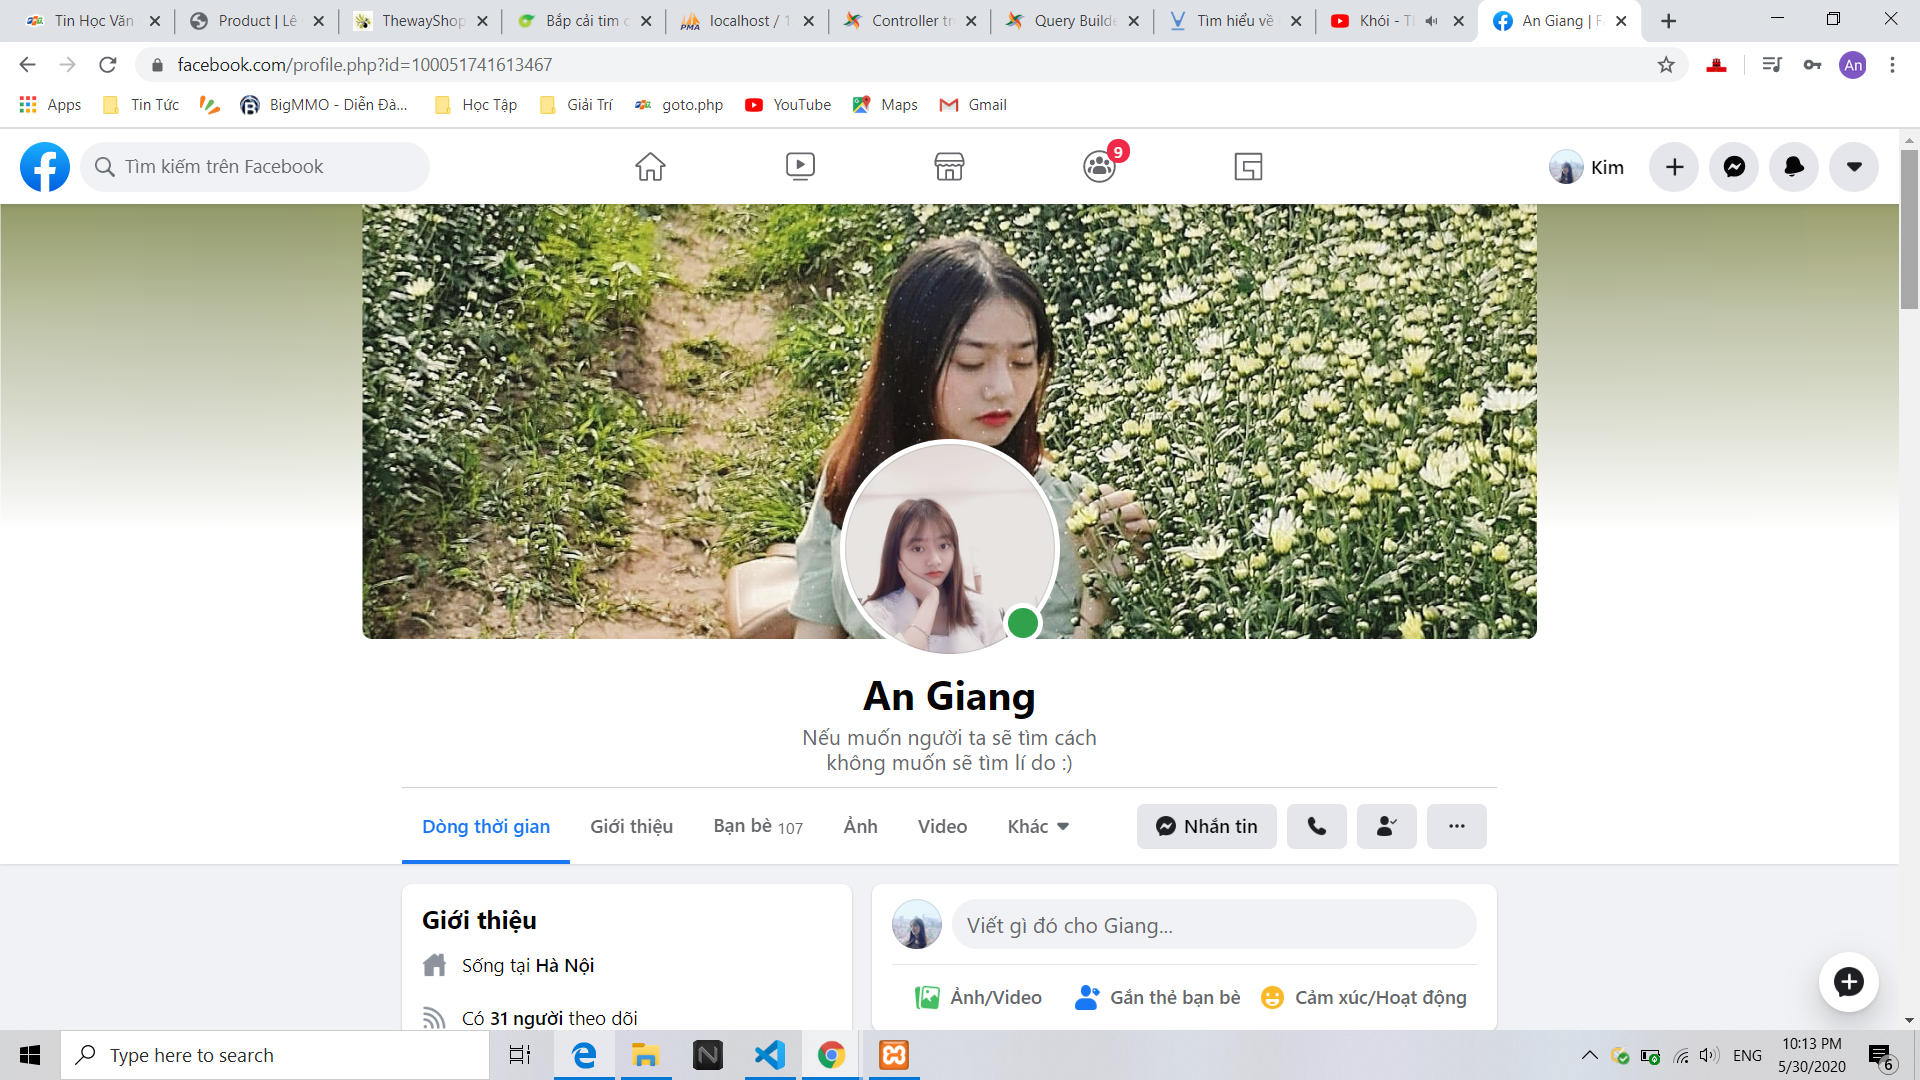 Tin Học Văn
Product | Lê
ThewayShop
Bắp cải tim
localhost /
Controller tr
Query Builde
Tìm hiểu về
Khói - T
An Giang | F
facebook.com/profile.php?id=100051741613467
An
Apps
Tin Tức
BigMMO - Diễn Đà...
Học Tập
Giải Trí
goto.php
YouTube
Maps
Gmail
Tìm kiếm trên Facebook
9
Kim
An Giang
Nếu muốn người ta sẽ tìm cách
không muốn sẽ tìm lí do :)
Dòng thời gian
Giới thiệu
Bạn bè 107
Ảnh
Video
Khác
Nhắn tin
Giới thiệu
Sống tại Hà Nội
Có 31 người theo dõi
Viết gì đó cho Giang...
Ảnh/Video
Gắn thẻ bạn bè
Cảm xúc/Hoạt động
Type here to search
ENG
10:13 PM
5/30/2020
6